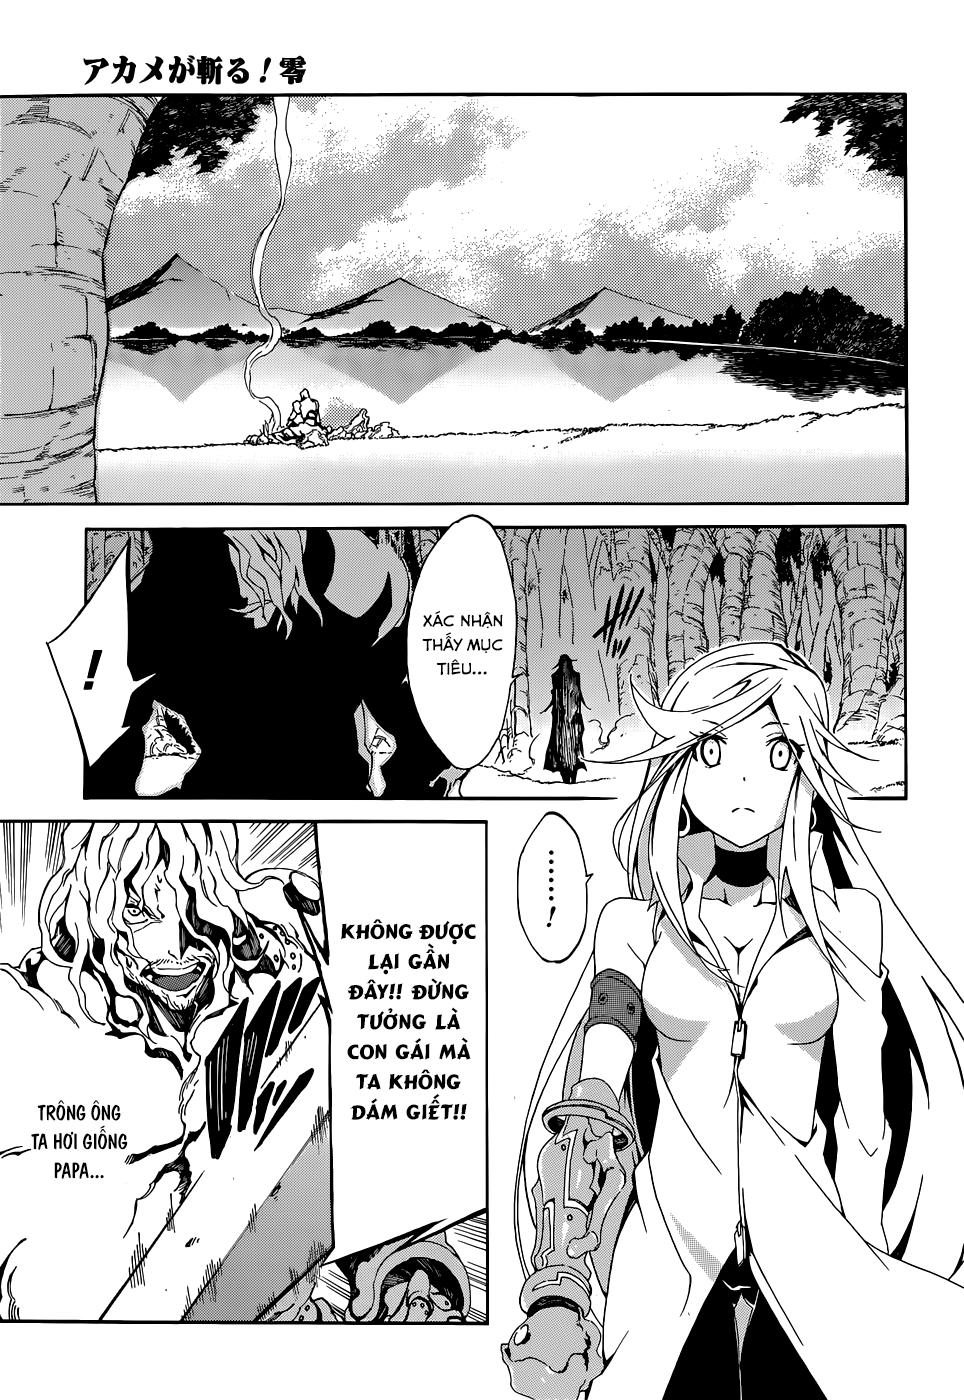 アカメが斬る!零
XÁC NHẬN
THẤY MỤC
TIÊU...
!
......!
KHÔNG ĐƯỢC
LẠI GẦN
ĐÂY!! ĐỪNG
TƯỞNG LÀ
CON GÁI MÀ
TA KHÔNG
DÁM GIẾT!!
TRÔNG ÔNG
TA HƠI GIỐNG
PAPA...